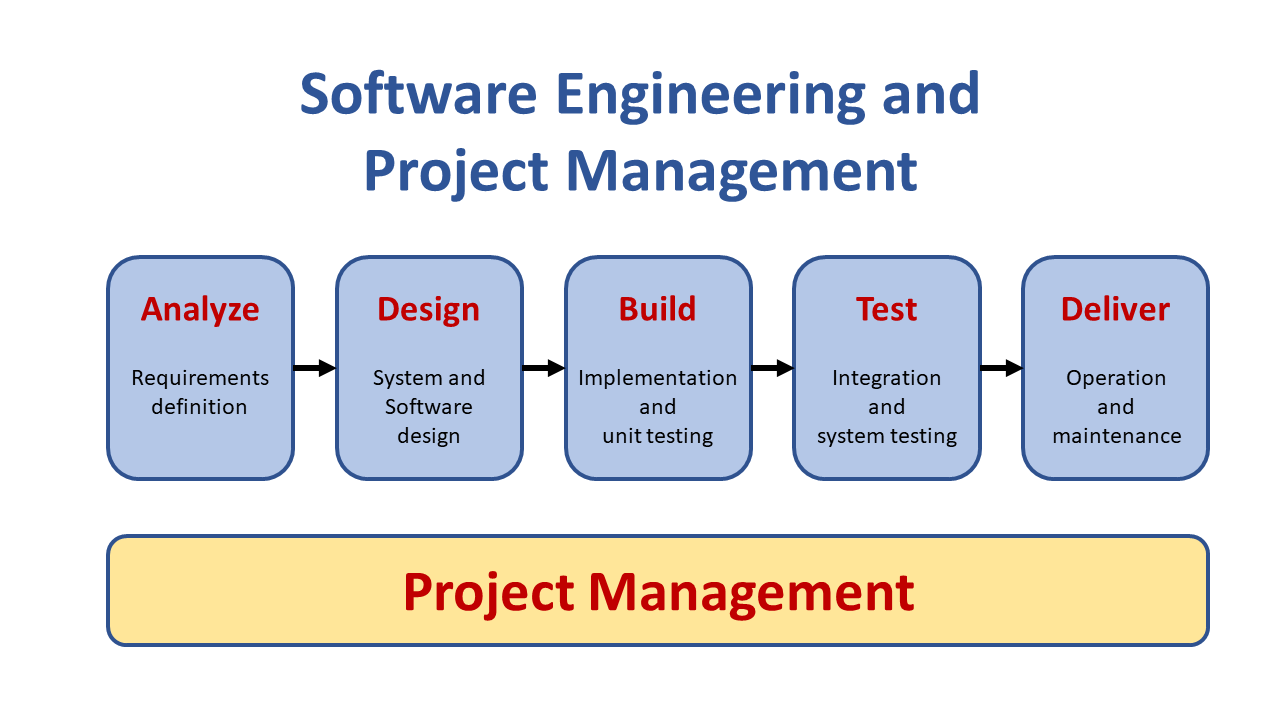 Software Engineering and
Project Management
Analyze
Requirements
definition
Design
System and
Software
design
Build
Implementation
and
unit testing
Test
Integration
and
system testing
Deliver
Operation
and
maintenance
Project Management